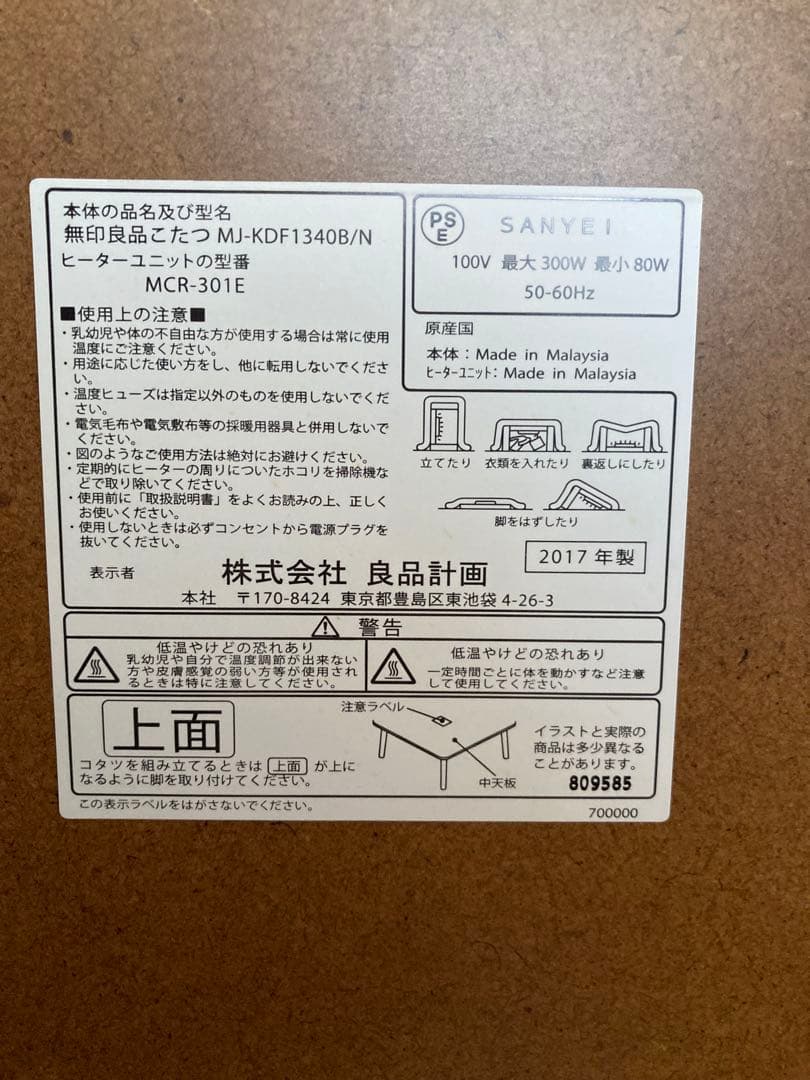 本体の品名及び型名
無印良品こたつ MJ-KDF1340B/N
ヒーターユニットの型番
MCR-301E
■使用上の注意■
・乳幼児や体の不自由な方が使用する場合は常に使用
温度にご注意ください。
・用途に応じた使い方をし、他に転用しないでくださ
い。
・温度ヒューズは指定以外のものを使用しないでくだ
さい。
・電気毛布や電気敷布等の採暖用器具と併用しないで
ください。
・図のようなご使用方法は絶対にお避けください。
・定期的にヒーターの周りについたホコリを掃除機な
どで取り除いてください。
・使用前に「取扱説明書」をよくお読みの上、正しく
お使いください。
・使用しないときは必ずコンセントから電源プラグを
抜いてください。
PS
E
SANYEI
100V 最大 300W 最小 80W
50-60Hz
原産国
本体：Made in Malaysia
ﾋｰﾀｰﾕﾆｯﾄ：Made in Malaysia
立てたり 衣類を入れたり 裏返しにしたり
脚をはずしたり
2017 年製
表示者 株式会社 良品計画
本社 〒170-8424 東京都豊島区東池袋 4-26-3
警告
低温やけどの恐れあり
乳幼児や自分で温度調節が出来ない
方や皮膚感覚の弱い方等が使用され
るときは特に注意してください。
低温やけどの恐れあり
一定時間ごとに体を動かすなど注意
して使用してください。
上面
コタツを組み立てるときは 上面 が上に
なるように脚を取り付けてください。
注意ラベル
中天板
イラストと実際の
商品は多少異なる
ことがあります。
809585
この表示ラベルをはがさないでください。
700000